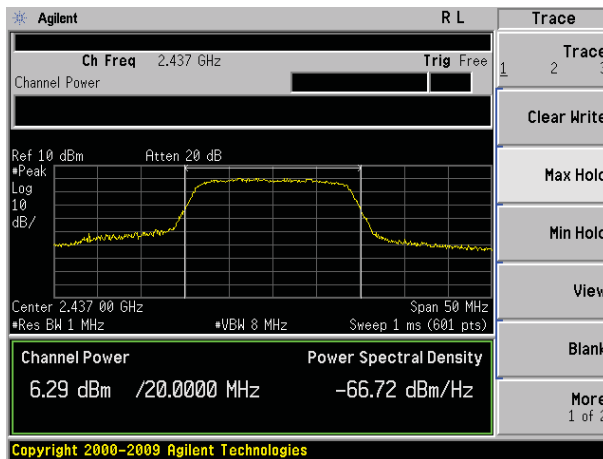 Agilent
R L
Trace
Ch Freq 2.437 GHz
Trig Free
Channel Power
Trace
1 2 3
Clear Write
Max Hold
Min Hold
View
Blank
More
1 of 2
Ref 10 dBm
Atten 20 dB
#Peak
Log
10
dB/
Center 2.437 00 GHz
Span 50 MHz
#Res BW 1 MHz
#VBW 8 MHz
Sweep 1 ms (601 pts)
Channel Power
Power Spectral Density
6.29 dBm /20.0000 MHz
-66.72 dBm/Hz
Copyright 2000-2009 Agilent Technologies